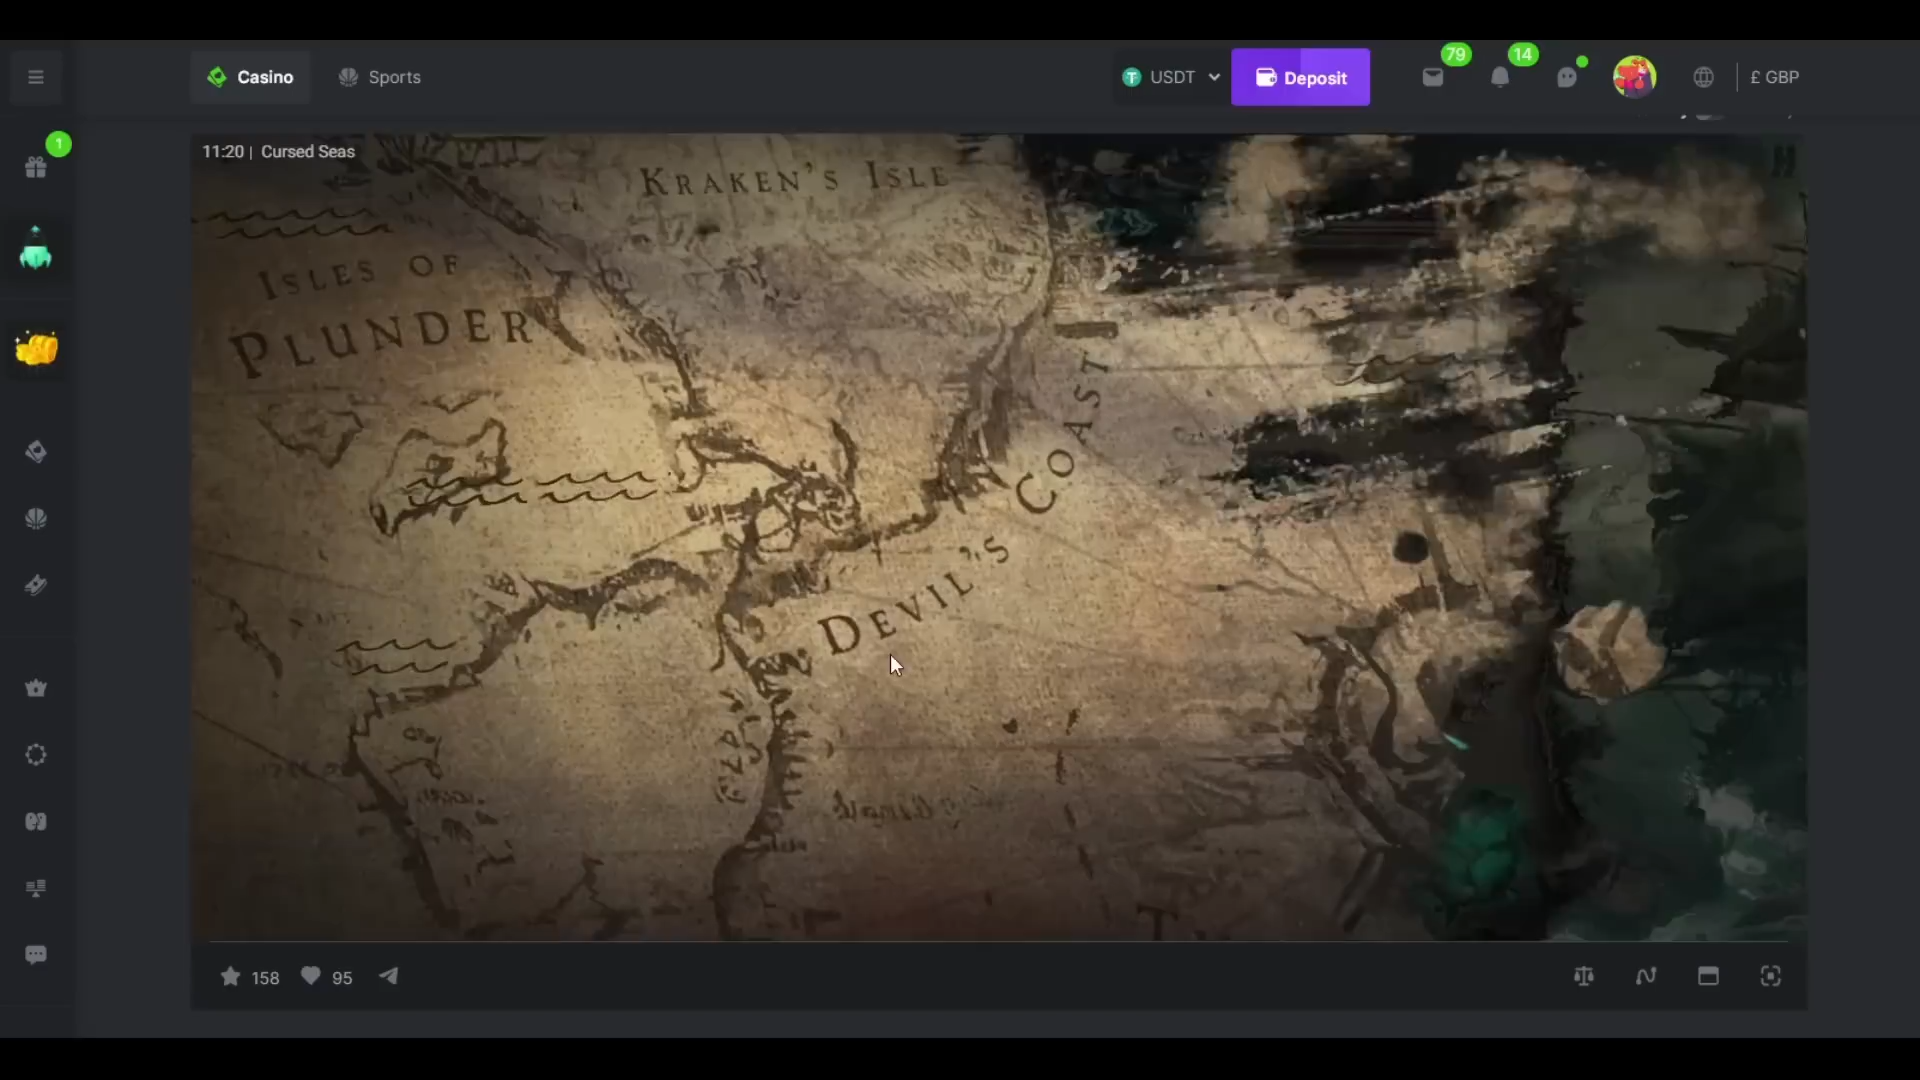 Casino
Sports
USDT
Deposit
79
14
£ GBP
1
11:20 | Cursed Seas
KRAKEN'S ISLE
ISLES OF
PLUNDER
DEVIL'S COAST
T
158
95